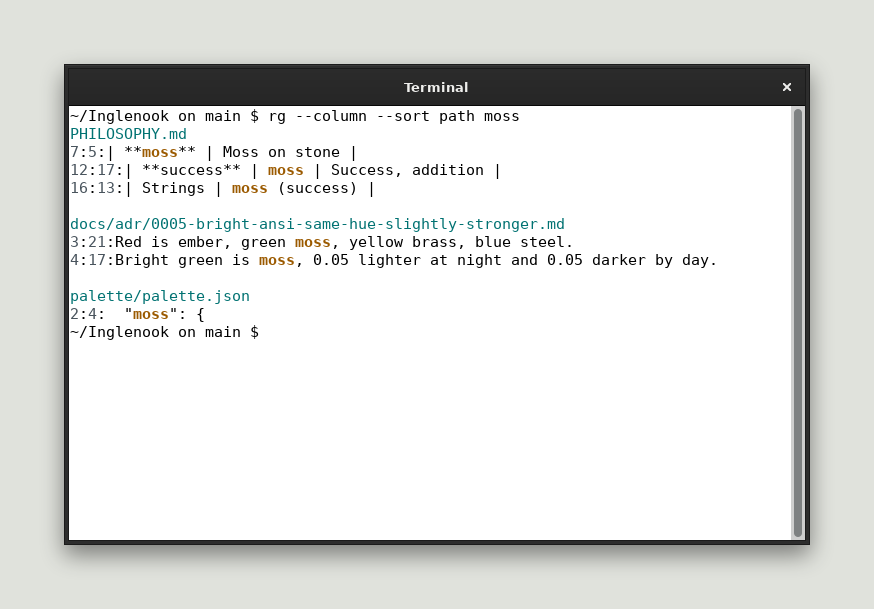 Terminal ×
~/Inglenook on main $ rg --column --sort path moss
PHILOSOPHY.md
7:5:| **moss** | Moss on stone |
12:17:| **success** | moss | Success, addition |
16:13:| Strings | moss (success) |

docs/adr/0005-bright-ansi-same-hue-slightly-stronger.md
3:21:Red is ember, green moss, yellow brass, blue steel.
4:17:Bright green is moss, 0.05 lighter at night and 0.05 darker by day.

palette/palette.json
2:4:  "moss": {
~/Inglenook on main $